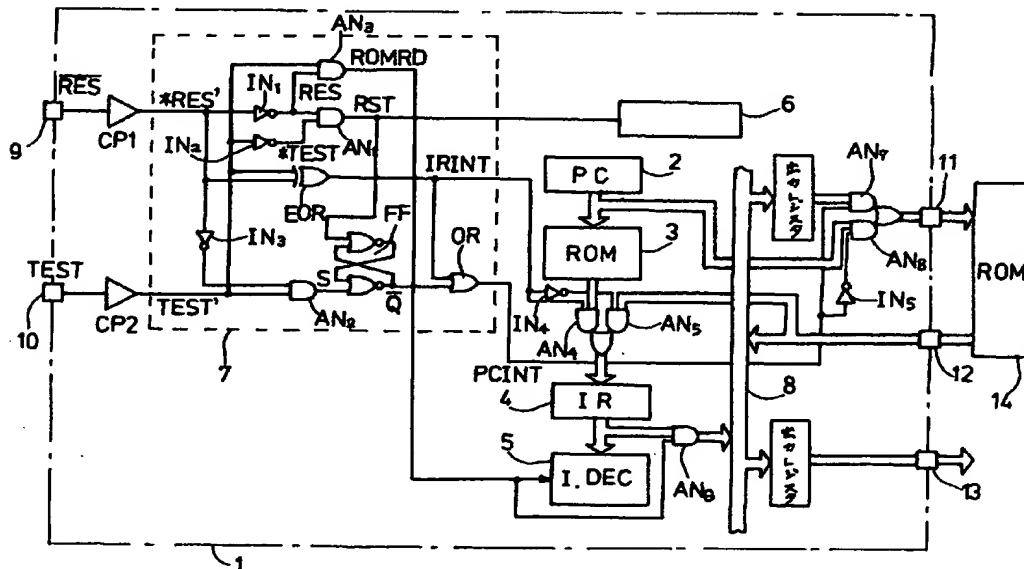 AN₃
ROMRD
R̅E̅S̅
*RES'
IN₁
RES
RST
6
9
CP1
IN₂
*TEST
AN₁
IRINT
PC
2
AN₇
11
EOR
FF
IN₃
OR
ROM
3
AN₈
ROM
TEST
S
Q̅
IN₄
IN₅
10
CP2
TEST'
AN₂
AN₄
AN₅
12
7
PCINT
4
IR
8
14
5
I. DEC
AN₉
13
1